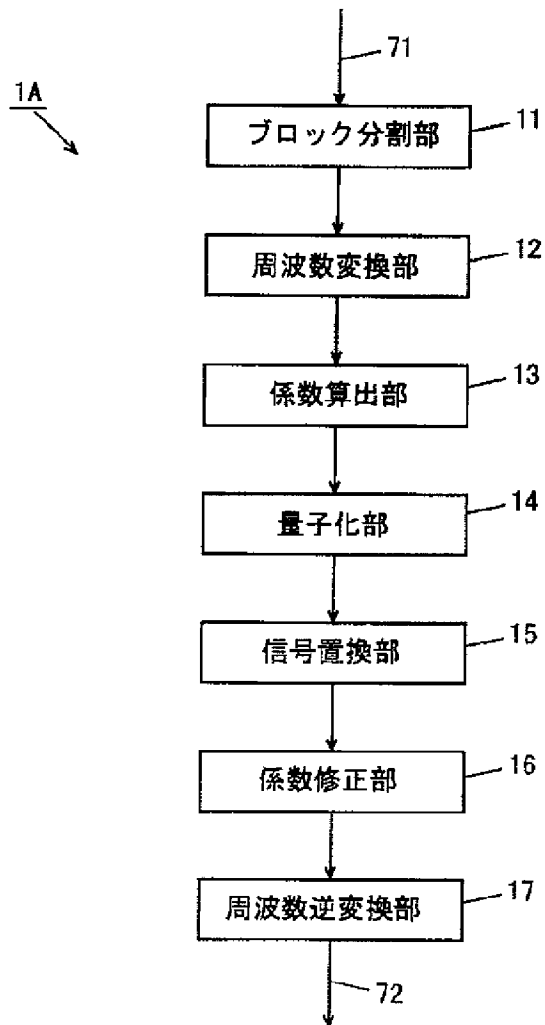 71
1A
ブロック分割部
11
周波数変換部
12
係数算出部
13
量子化部
14
信号置換部
15
係数修正部
16
周波数逆変換部
17
72